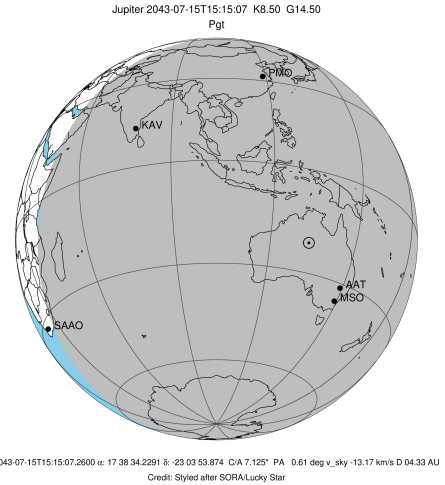 Jupiter 2043-07-15T15:15:07 K8.50 G14.50
Pgt
PMO
KAV
AAT
MSO
SAAO
043-07-15T15:15:07.2600 α: 17 38 34.2291 δ: -23 03 53.874 C/A 7.125" PA 0.61 deg v_sky -13.17 km/s D 04.33 AU
Credit: Styled after SORA/Lucky Star